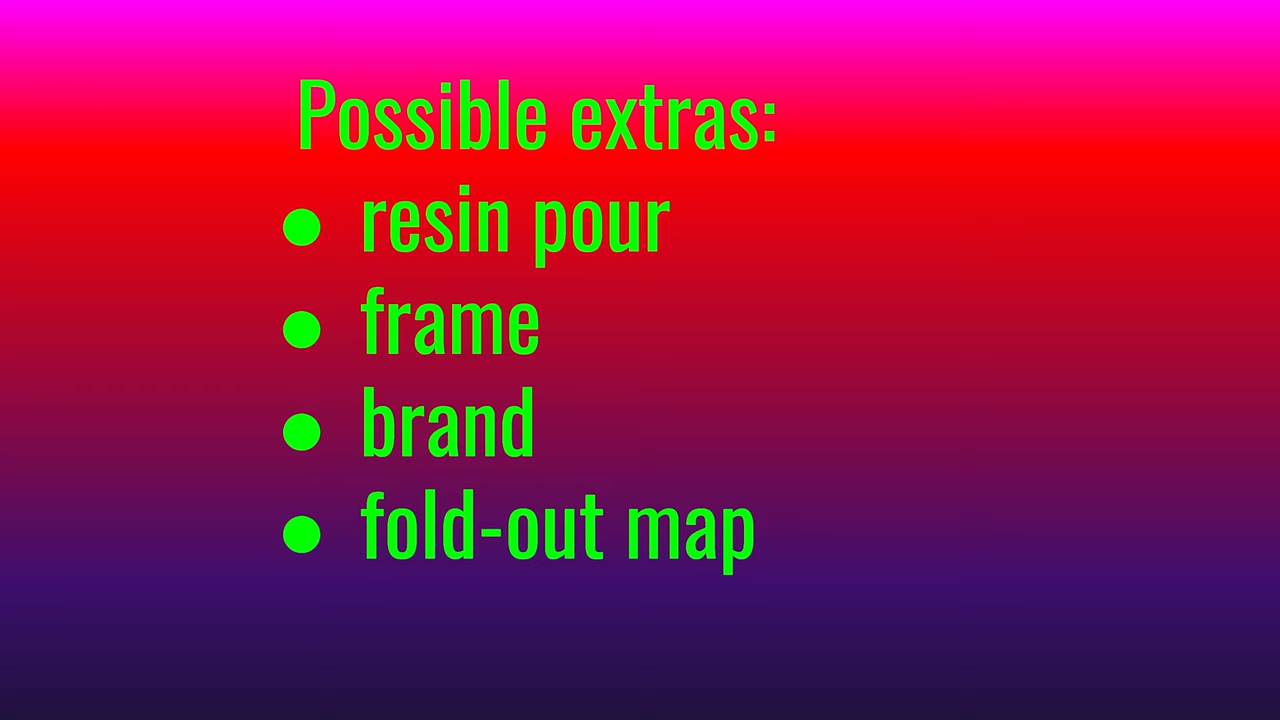 Possible extras:
● resin pour
● frame
● brand
● fold-out map